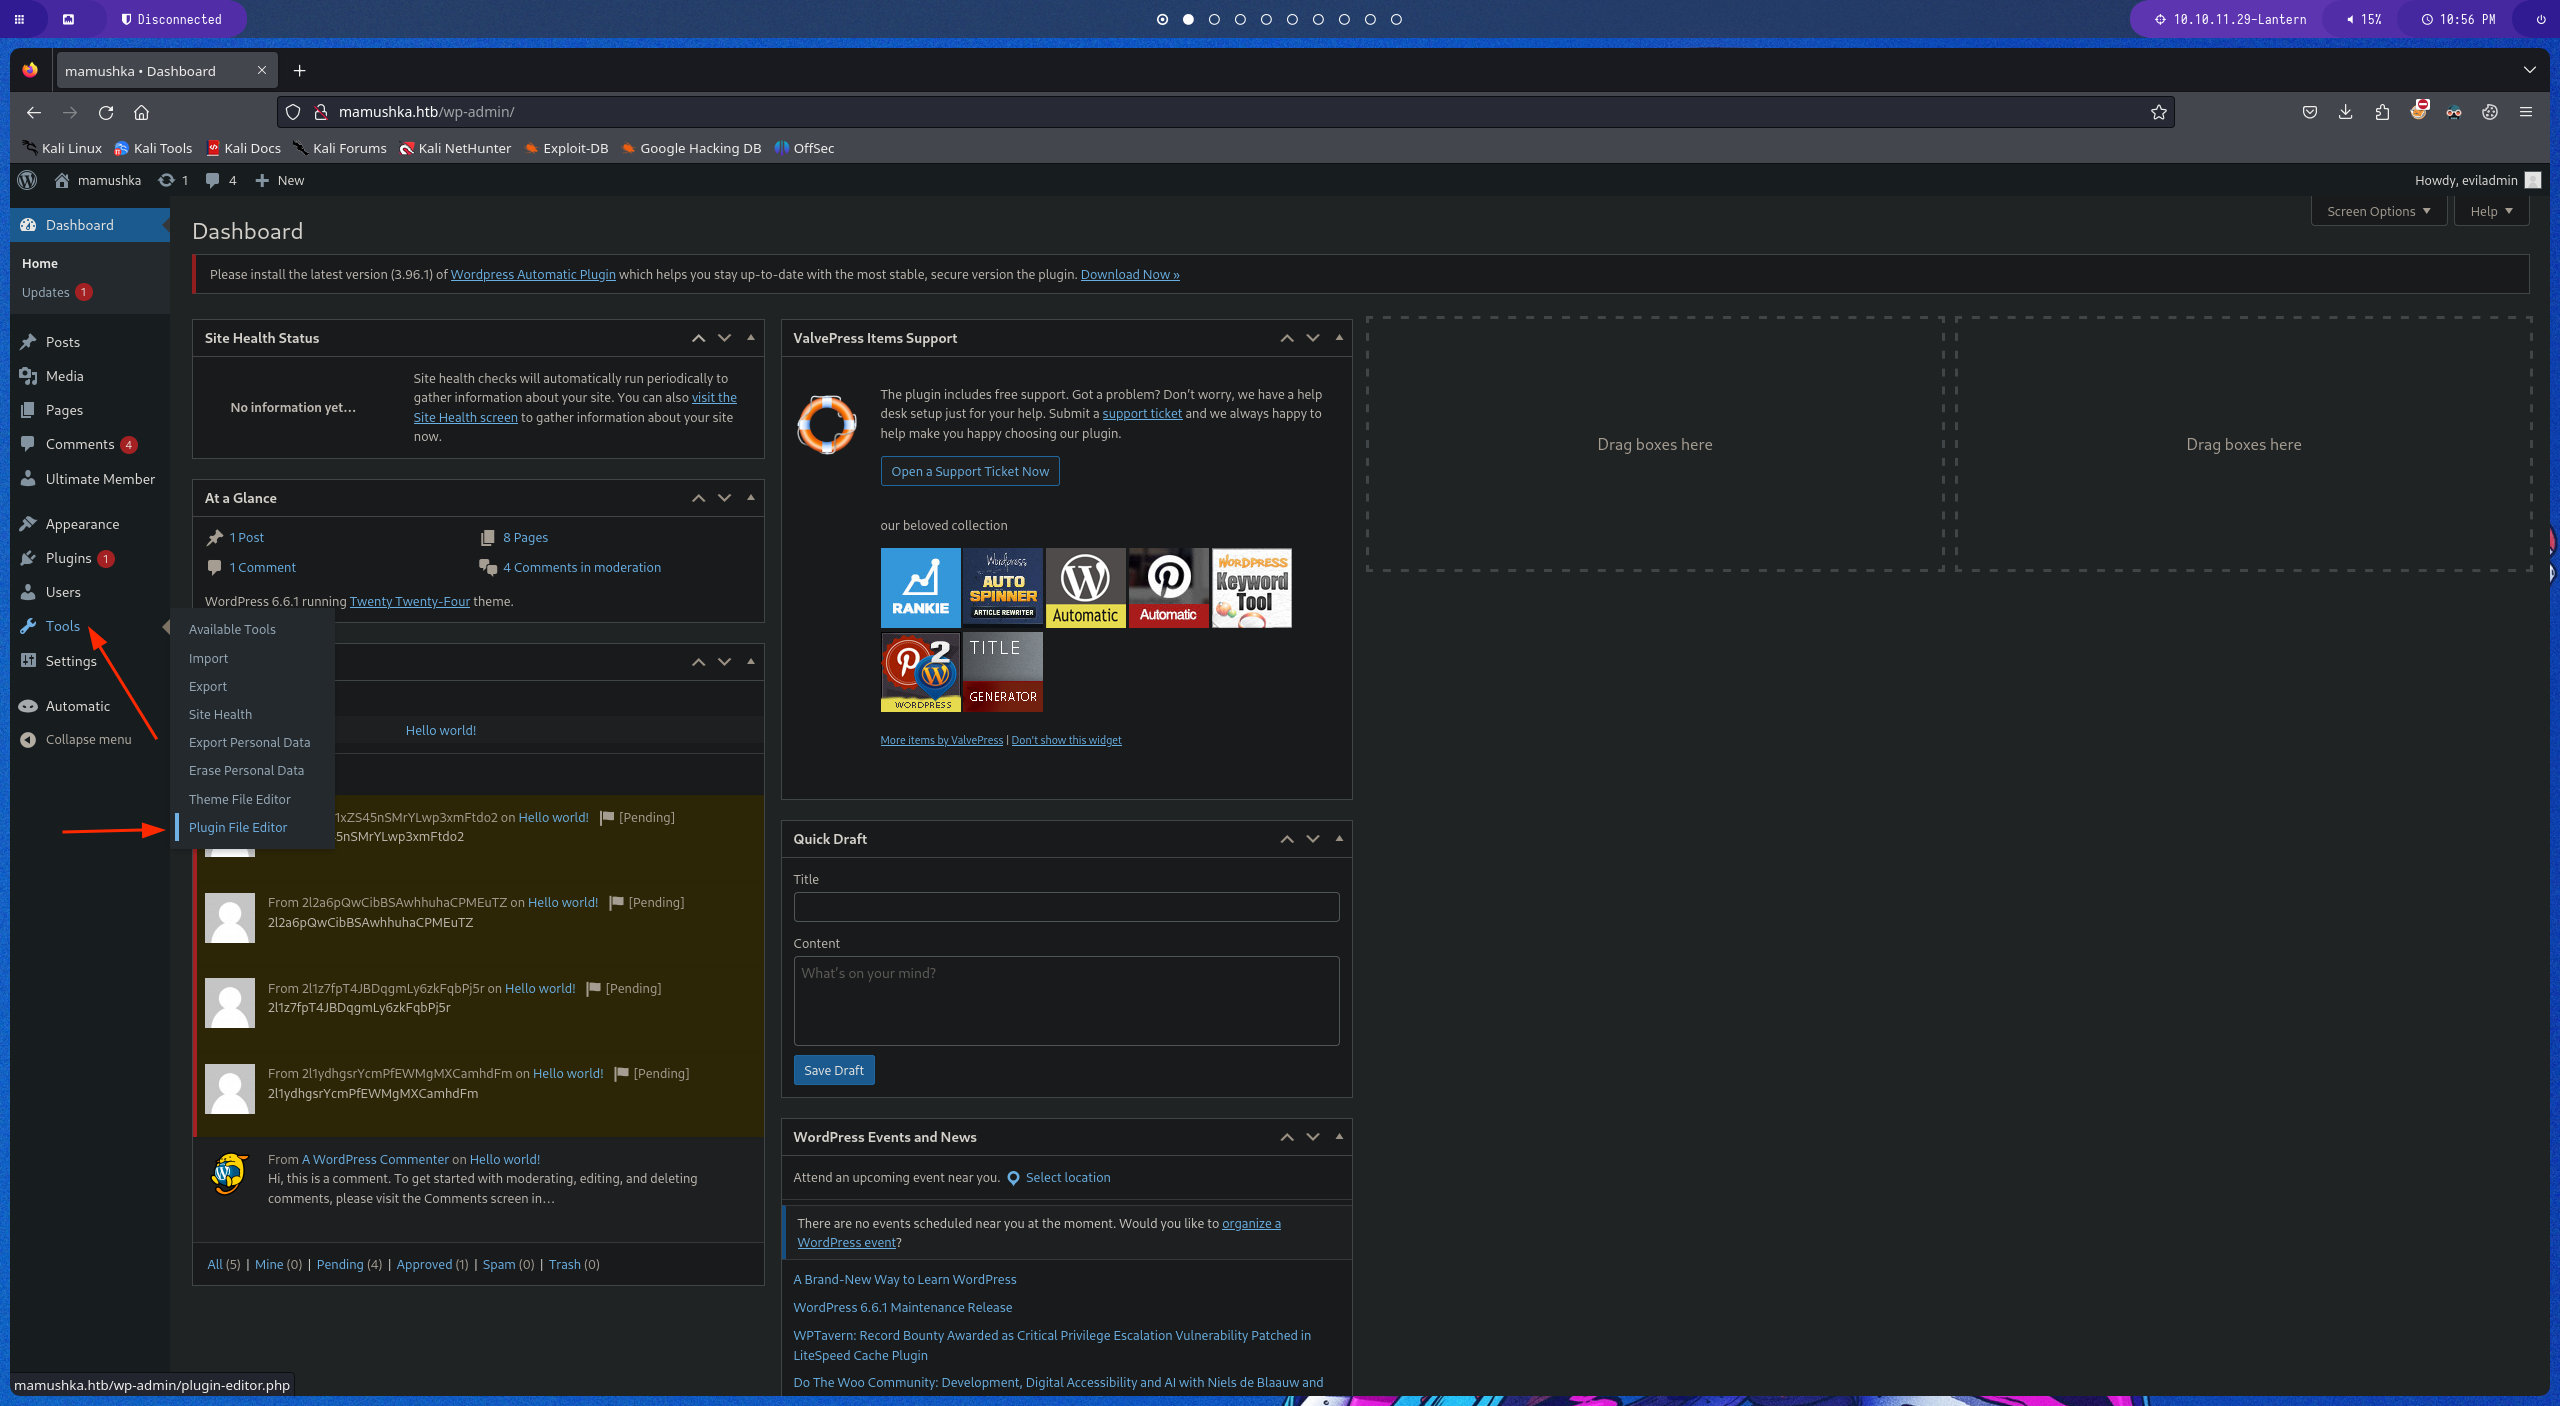 Disconnected
10.10.11.29-Lantern
15%
10:56 PM
mamushka • Dashboard
mamushka.htb/wp-admin/
Kali Linux
Kali Tools
Kali Docs
Kali Forums
Kali NetHunter
Exploit-DB
Google Hacking DB
OffSec
mamushka
1
4
New
Howdy, eviladmin
Dashboard
Home
Updates 1
Posts
Media
Pages
Comments 4
Ultimate Member
Appearance
Plugins 1
Users
Tools
Settings
Automatic
Collapse menu
Available Tools
Import
Export
Site Health
Export Personal Data
Erase Personal Data
Theme File Editor
Plugin File Editor
Screen Options
Help
Dashboard
Please install the latest version (3.96.1) of Wordpress Automatic Plugin which helps you stay up-to-date with the most stable, secure version the plugin. Download Now »
Site Health Status
No information yet…
Site health checks will automatically run periodically to
gather information about your site. You can also visit the
Site Health screen to gather information about your site
now.
At a Glance
1 Post
8 Pages
1 Comment
4 Comments in moderation
WordPress 6.6.1 running Twenty Twenty-Four theme.
Hello world!
1xZS45nSMrYLwp3xmFtdo2 on Hello world! [Pending]
5nSMrYLwp3xmFtdo2
From 2l2a6pQwCibBSAwhhuhaCPMEuTZ on Hello world! [Pending]
2l2a6pQwCibBSAwhhuhaCPMEuTZ
From 2l1z7fpT4JBDqgmLy6zkFqbPj5r on Hello world! [Pending]
2l1z7fpT4JBDqgmLy6zkFqbPj5r
From 2l1ydhgsrYcmPfEWMgMXCamhdFm on Hello world! [Pending]
2l1ydhgsrYcmPfEWMgMXCamhdFm
From A WordPress Commenter on Hello world!
Hi, this is a comment. To get started with moderating, editing, and deleting
comments, please visit the Comments screen in…
All (5) | Mine (0) | Pending (4) | Approved (1) | Spam (0) | Trash (0)
ValvePress Items Support
The plugin includes free support. Got a problem? Don't worry, we have a help
desk setup just for your help. Submit a support ticket and we always happy to
help make you happy choosing our plugin.
Open a Support Ticket Now
our beloved collection
RANKIE
Wordpress
AUTO
SPINNER
ARTICLE REWRITER
Automatic
Automatic
WORDPRESS
Keyword
Tool
2
WORDPRESS
TITLE
GENERATOR
More items by ValvePress | Don't show this widget
Quick Draft
Title
Content
What's on your mind?
Save Draft
WordPress Events and News
Attend an upcoming event near you. Select location
There are no events scheduled near you at the moment. Would you like to organize a
WordPress event?
A Brand-New Way to Learn WordPress
WordPress 6.6.1 Maintenance Release
WPTavern: Record Bounty Awarded as Critical Privilege Escalation Vulnerability Patched in
LiteSpeed Cache Plugin
Do The Woo Community: Development, Digital Accessibility and AI with Niels de Blaauw and
Drag boxes here
Drag boxes here
mamushka.htb/wp-admin/plugin-editor.php